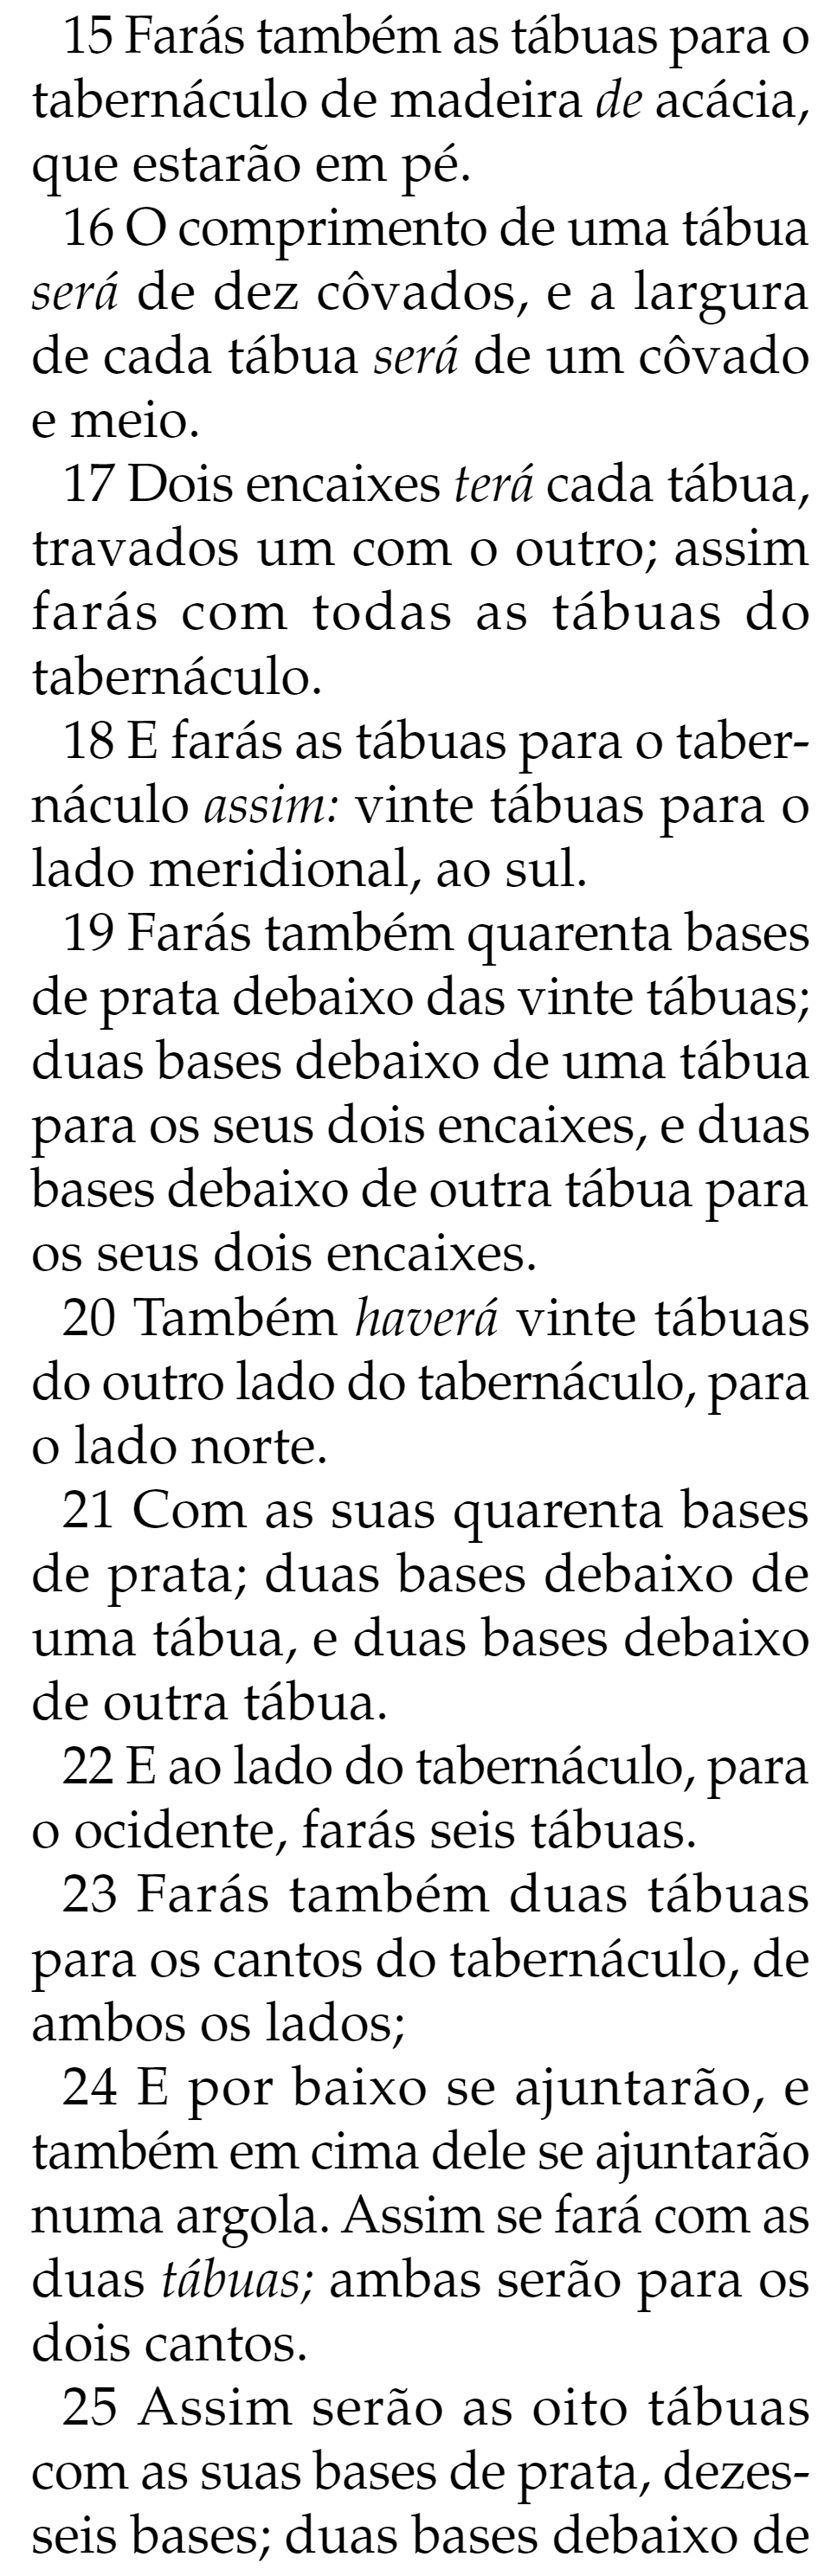 15 Farás também as tábuas para o
tabernáculo de madeira de acácia,
que estarão em pé.
16 O comprimento de uma tábua
será de dez côvados, e a largura
de cada tábua será de um côvado
e meio.
17 Dois encaixes terá cada tábua,
travados um com o outro; assim
farás com todas as tábuas do
tabernáculo.
18 E farás as tábuas para o taber-
náculo assim: vinte tábuas para o
lado meridional, ao sul.
19 Farás também quarenta bases
de prata debaixo das vinte tábuas;
duas bases debaixo de uma tábua
para os seus dois encaixes, e duas
bases debaixo de outra tábua para
os seus dois encaixes.
20 Também haverá vinte tábuas
do outro lado do tabernáculo, para
o lado norte.
21 Com as suas quarenta bases
de prata; duas bases debaixo de
uma tábua, e duas bases debaixo
de outra tábua.
22 E ao lado do tabernáculo, para
o ocidente, farás seis tábuas.
23 Farás também duas tábuas
para os cantos do tabernáculo, de
ambos os lados;
24 E por baixo se ajuntarão, e
também em cima dele se ajuntarão
numa argola. Assim se fará com as
duas tábuas; ambas serão para os
dois cantos.
25 Assim serão as oito tábuas
com as suas bases de prata, dezes-
seis bases; duas bases debaixo de